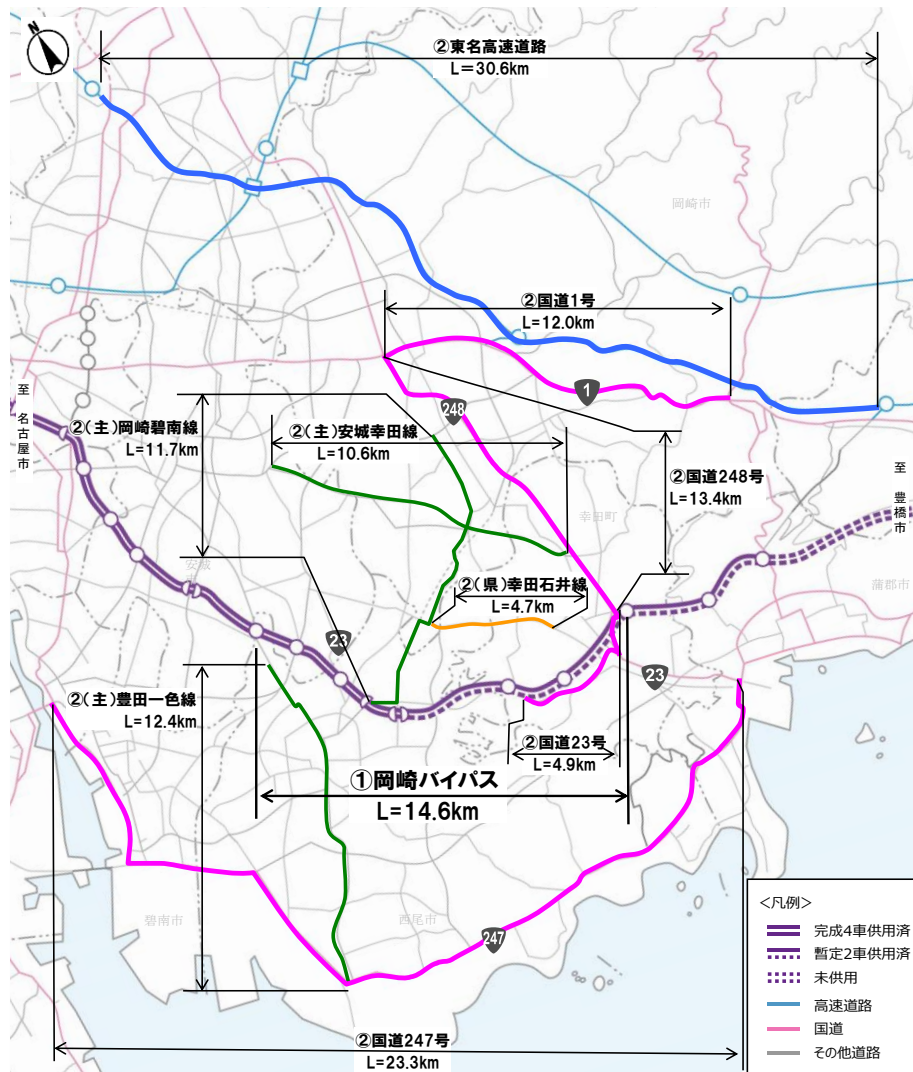 N
②東名高速道路
L=30.6km
岡崎市
②国道1号
L=12.0km
1
248
至 名古屋市
②(主)岡崎碧南線
L=11.7km
②(主)安城幸田線
L=10.6km
②国道248号
L=13.4km
至 豊橋市
幸田町
安城
蒲郡市
②(県)幸田石井線
L=4.7km
23
23
②(主)豊田一色線
L=12.4km
②国道23号
L=4.9km
①岡崎バイパス
L=14.6km
碧南市
西尾市
247
②国道247号
L=23.3km
<凡例>
完成4車供用済
暫定2車供用済
未供用
高速道路
国道
その他道路